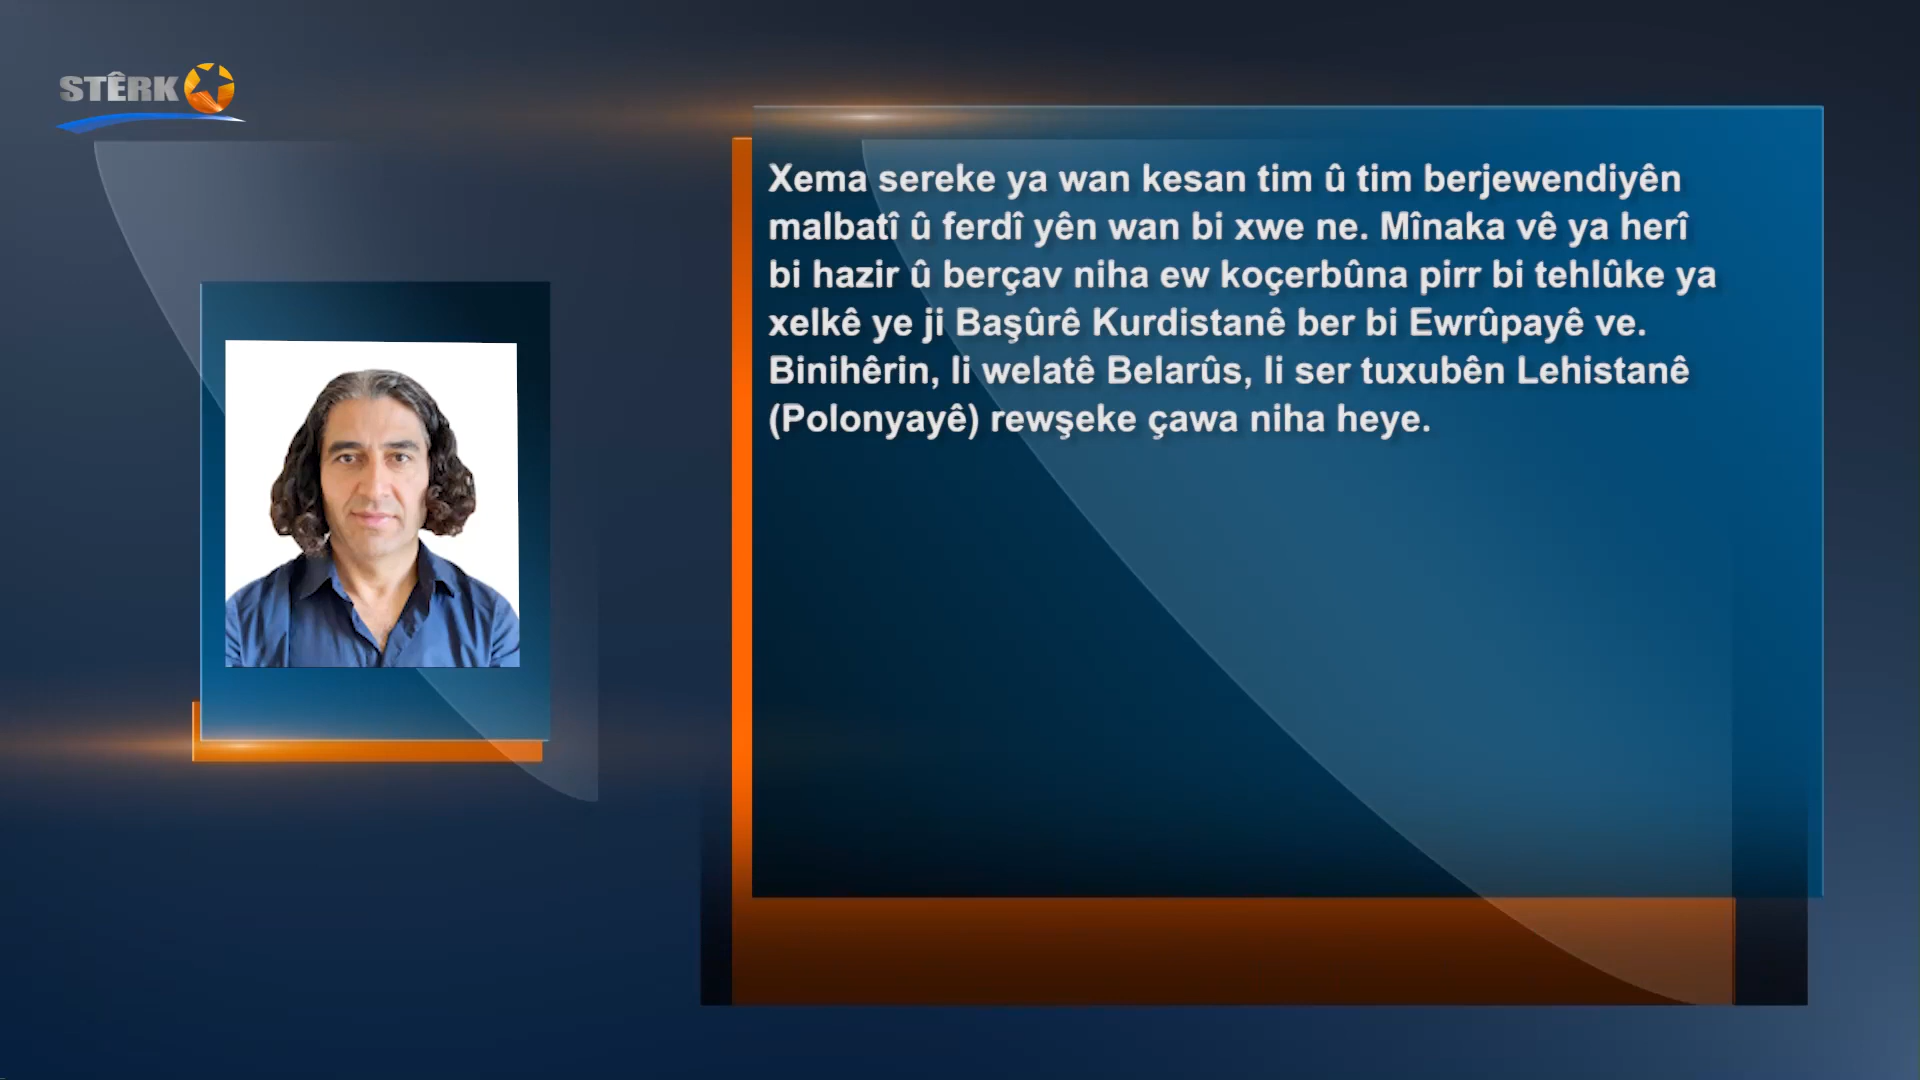 STÊRK
Xema sereke ya wan kesan tim û tim berjewendiyên
malbatî û ferdî yên wan bi xwe ne. Mînaka vê ya herî
bi hazir û berçav niha ew koçerbûna pirr bi tehlûke ya
xelkê ye ji Başûrê Kurdistanê ber bi Ewrûpayê ve.
Binihêrin, li welatê Belarûs, li ser tuxubên Lehistanê
(Polonyayê) rewşeke çawa niha heye.